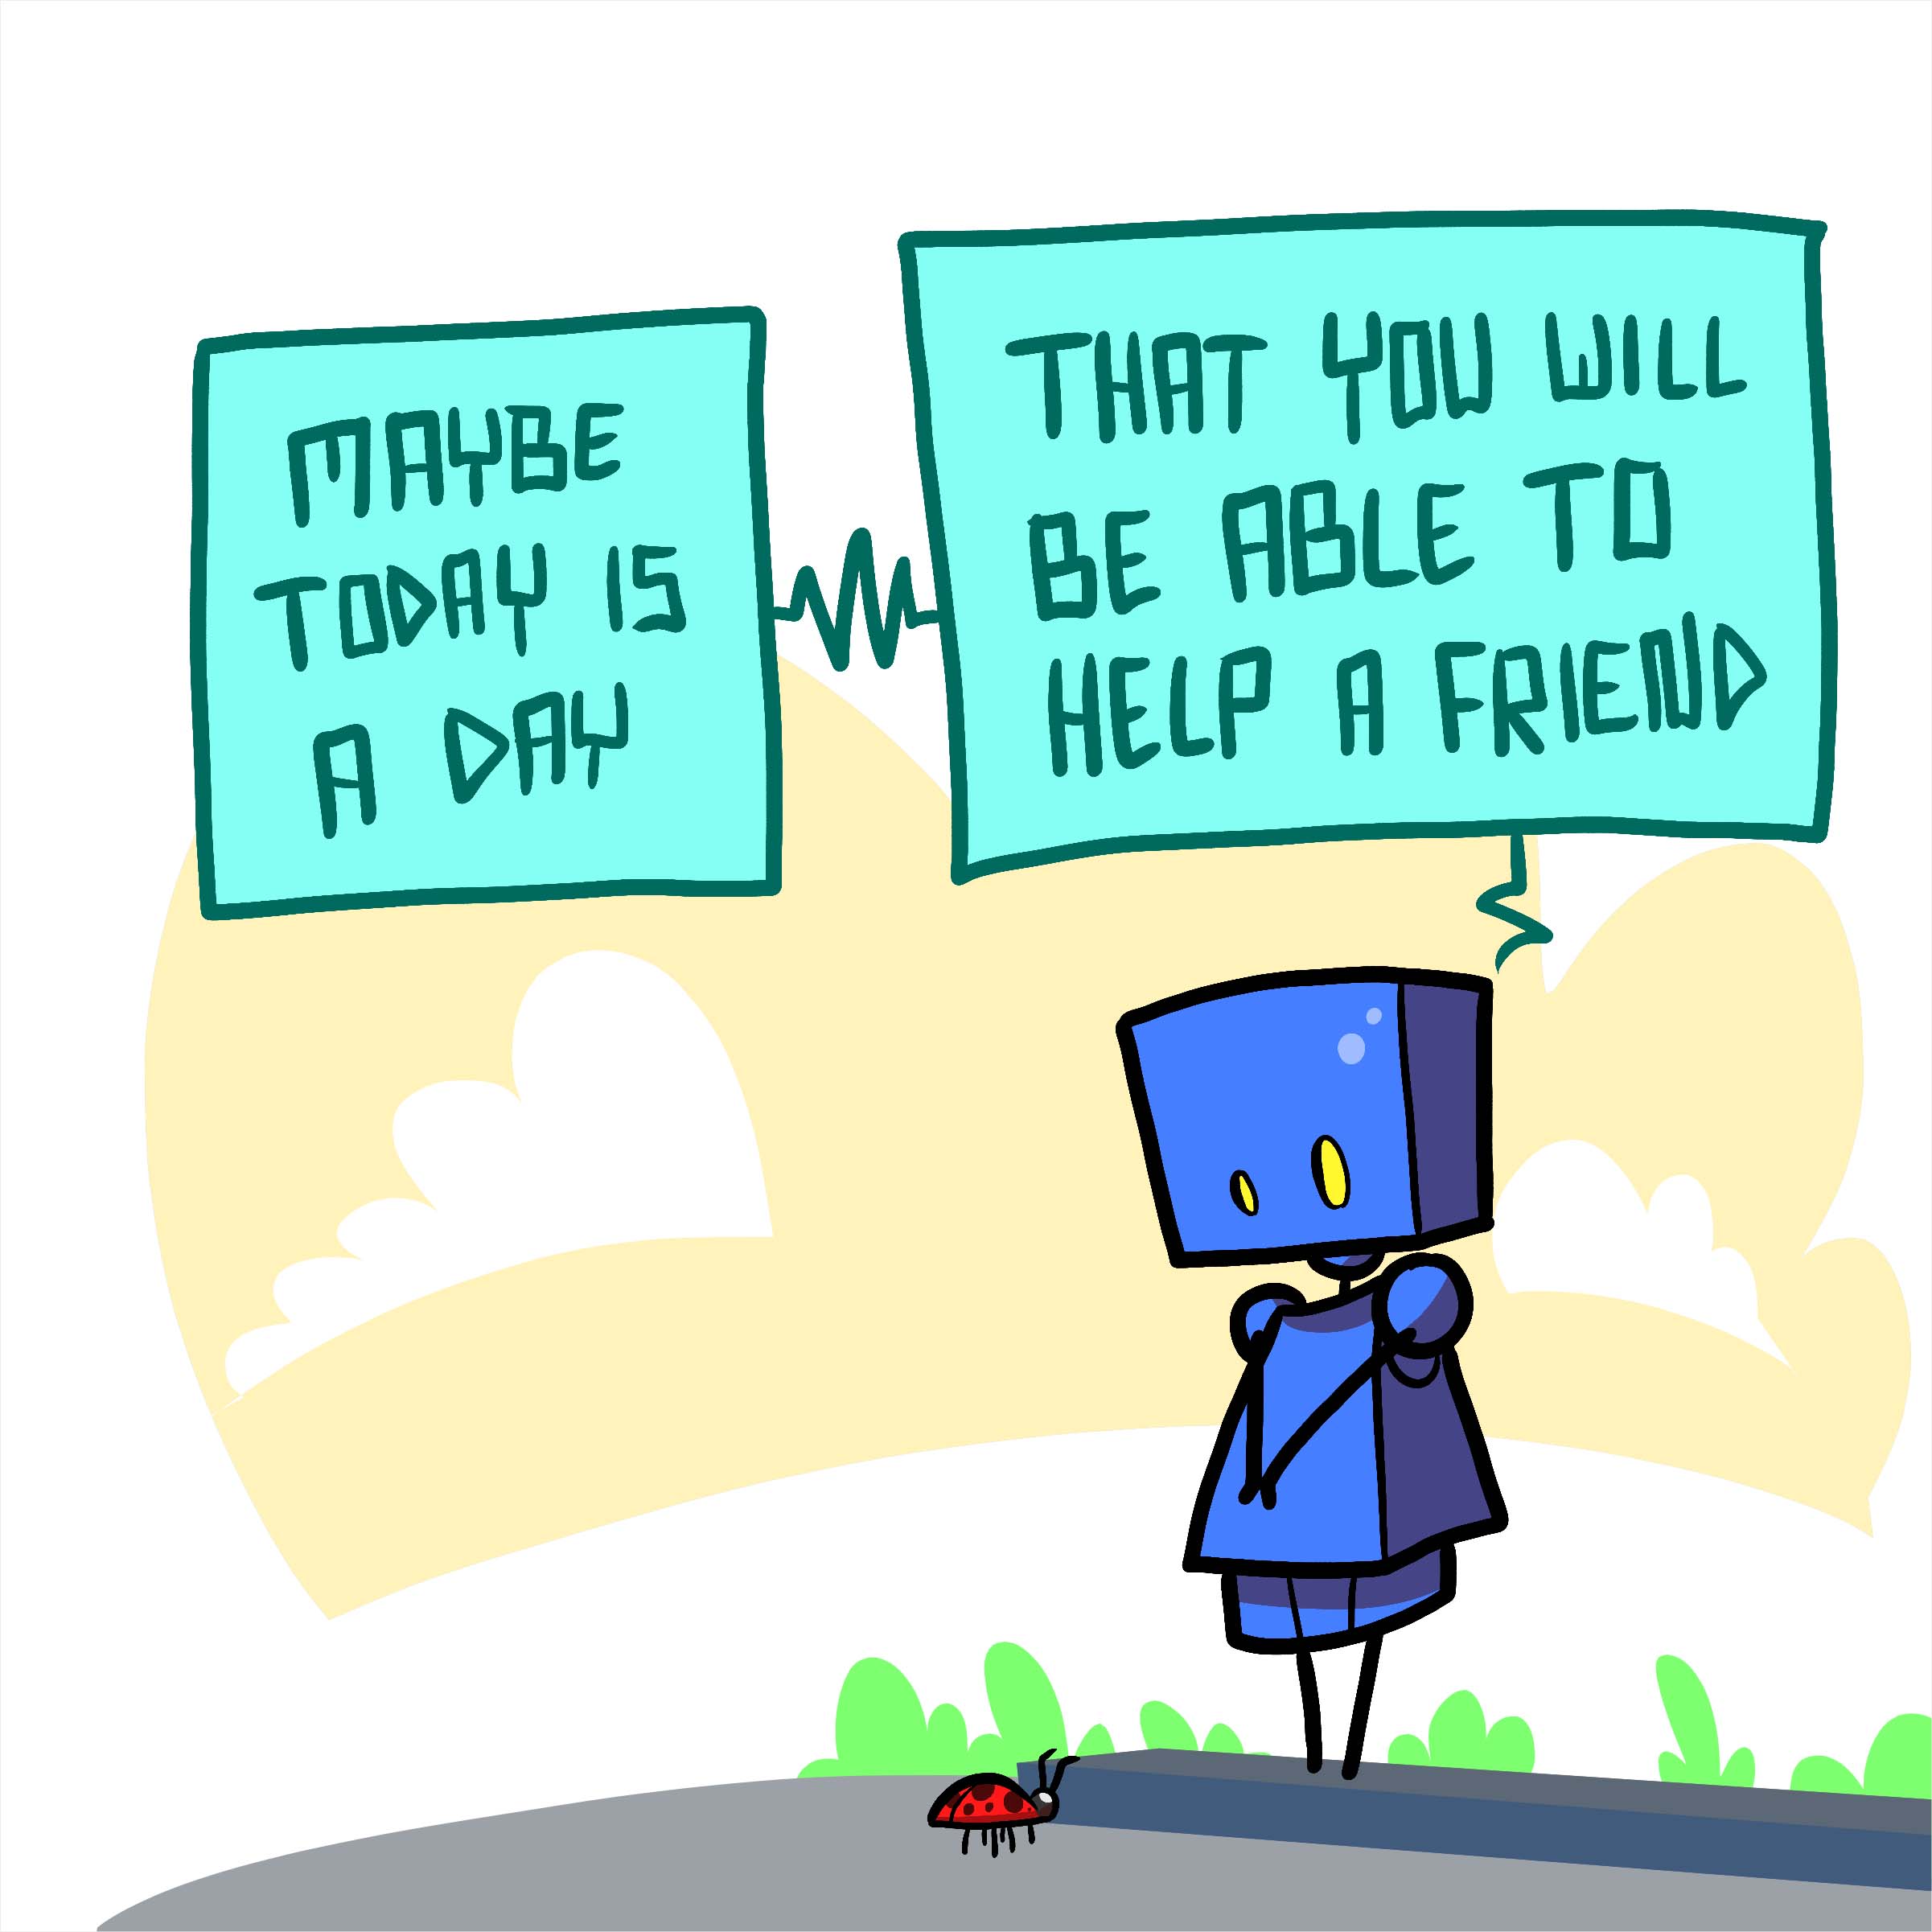 MAYBE
TODAY IS
A DAY
THAT YOU WILL
BE ABLE TO
HELP A FRIEND